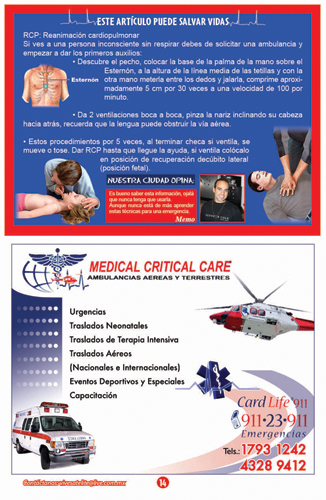 ESTE ARTÍCULO PUEDE SALVAR VIDAS
RCP: Reanimación cardiopulmonar
Si ves a una persona inconsciente sin respirar debes de solicitar una ambulancia y
empezar a dar los primeros auxilios:
• Descubre el pecho, colocar la base de la palma de la mano sobre el
Esternón, a la altura de la línea media de las tetillas y con la
otra mano meterla entre los dedos y jalarla, comprime aproxi-
madamente 5 cm por 30 veces a una velocidad de 100 por
minuto.
Esternón
• Da 2 ventilaciones boca a boca, pinza la nariz inclinando su cabeza
hacia atrás, recuerda que la lengua puede obstruir la vía aérea.
• Estos procedimientos por 5 veces, al terminar checa si ventila, se
mueve o tose. Dar RCP hasta que llegue la ayuda, si ventila colócalo
en posición de recuperación decúbito lateral
(posición fetal).
NUESTRA CIUDAD OPINA:
Es bueno saber esta información, ojalá
que nunca tenga que usarla.
Aunque nunca está de más aprender
estas técnicas para una emergencia.
Memo
MEDICAL CRITICAL CARE
AMBULANCIAS AEREAS Y TERRESTRES
Urgencias
Traslados Neonatales
Traslados de Terapia Intensiva
Traslados Aéreos
(Nacionales e Internacionales)
Eventos Deportivos y Especiales
Capacitación
Card Life 911
911•23•911
Emergencias
Tels.: 1793 1242
4328 9412
14